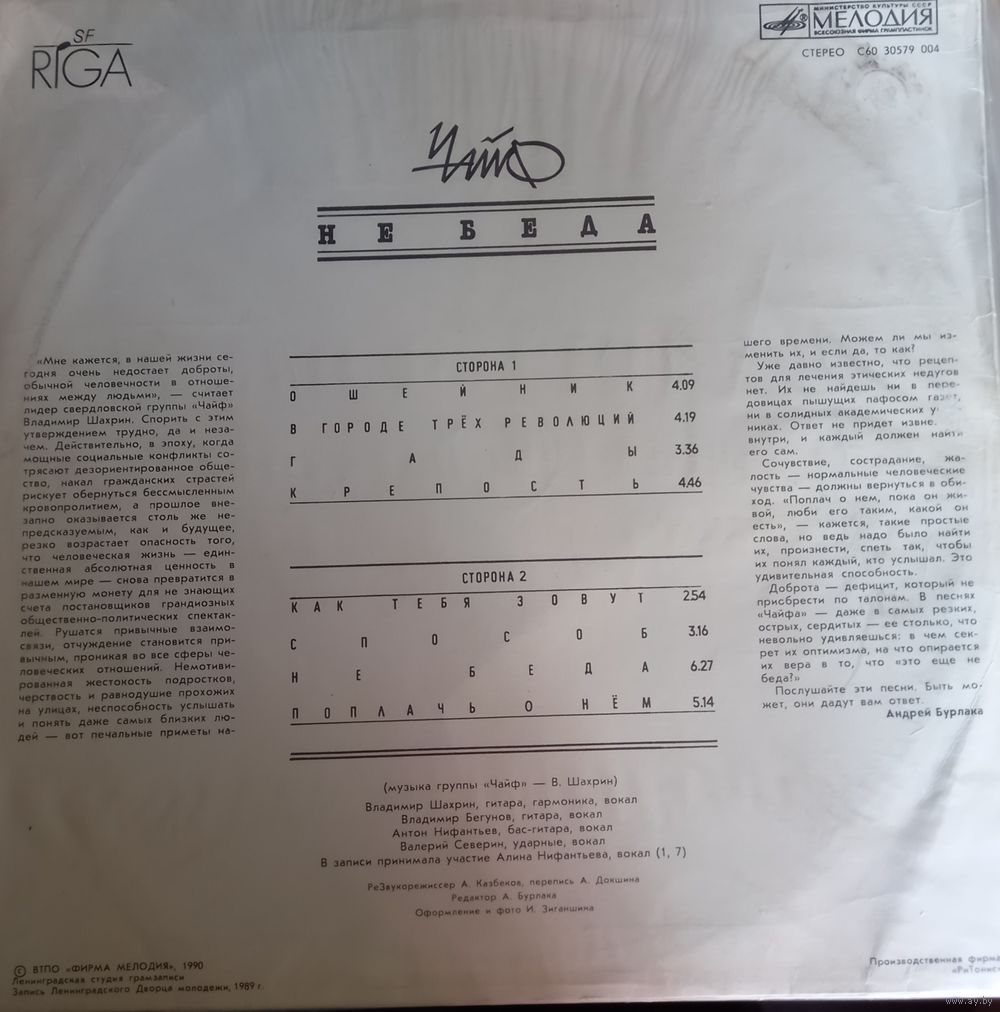 SF
RIGA
МИНИСТЕРСТВО КУЛЬТУРЫ СССР
МЕЛОДИЯ
ВСЕСОЮЗНАЯ ФИРМА ГРАМПЛАСТИНОК
СТЕРЕО С60 30579 004
Чайф
НЕ БЕДА
«Мне кажется, в нашей жизни се-
годня очень недостает доброты,
обычной человечности в отноше-
ниях между людьми», — считает
лидер свердловской группы «Чайф»
Владимир Шахрин. Спорить с этим
утверждением трудно, да и неза-
чем. Действительно, в эпоху, когда
мощные социальные конфликты со-
трясают дезориентированное обще-
ство, накал гражданских страстей
рискует обернуться бессмысленным
кровопролитием, а прошлое вне-
запно оказывается столь же не-
предсказуемым, как и будущее,
резко возрастает опасность того,
что человеческая жизнь — един-
ственная абсолютная ценность в
нашем мире — снова превратится в
разменную монету для не знающих
счета постановщиков грандиозных
общественно-политических спектак-
лей. Рушатся привычные взаимо-
связи, отчуждение становится при-
вычным, проникая во все сферы че-
ловеческих отношений. Немотиви-
рованная жестокость подростков,
черствость и равнодушие прохожих
на улицах, неспособность услышать
и понять даже самых близких лю-
дей — вот печальные приметы на-
СТОРОНА 1
ОШЕЙНИК 4.09
В ГОРОДЕ ТРЁХ РЕВОЛЮЦИЙ 4.19
ГАДЫ 3.36
КРЕПОСТЬ 4.46
СТОРОНА 2
КАК ТЕБЯ ЗОВУТ 2.54
СПОСОБ 3.16
НЕ БЕДА 6.27
ПОПЛАЧЬ О НЁМ 5.14
шего времени. Можем ли мы из-
менить их, и если да, то как?
Уже давно известно, что рецеп-
тов для лечения этических недугов
нет. Их не найдешь ни в пере-
довицах пышущих пафосом газет,
ни в солидных академических
никах. Ответ не придет извне.
внутри, и каждый должен найти
его сам.
Сочувствие, сострадание, жа-
лость — нормальные человеческие
чувства — должны вернуться в оби-
ход. «Поплач о нем, пока он жи-
вой, люби его таким, какой он
есть», — кажется, такие простые
слова, но ведь надо было найти
их, произнести, спеть так, чтобы
их понял каждый, кто услышал. Это
удивительная способность.
Доброта — дефицит, который не
приобрести по талонам. В песнях
«Чайфа» — даже в самых резких,
острых, сердитых — ее столько, что
невольно удивляешься: в чем сек-
рет их оптимизма, на что опирается
их вера в то, что «это еще не
беда?»
Послушайте эти песни. Быть мо-
жет, они дадут вам ответ.
Андрей Бурлака
(музыка группы «Чайф» — В. Шахрин)
Владимир Шахрин, гитара, гармоника, вокал
Владимир Бегунов, гитара, вокал
Антон Нифантьев, бас-гитара, вокал
Валерий Северин, ударные, вокал
В записи принимала участие Алина Нифантьева, вокал (1, 7)
РеЗвукорежиссер А. Казбеков, перепись А. Докшина
Редактор А. Бурлака
Оформление и фото И. Зиганшина
© ВТПО «ФИРМА МЕЛОДИЯ», 1990
Ленинградская студия грамзаписи
Запись Ленинградского Дворца молодежи, 1989 г.
Производственная фирма
«РиТонис»
www.ay.by